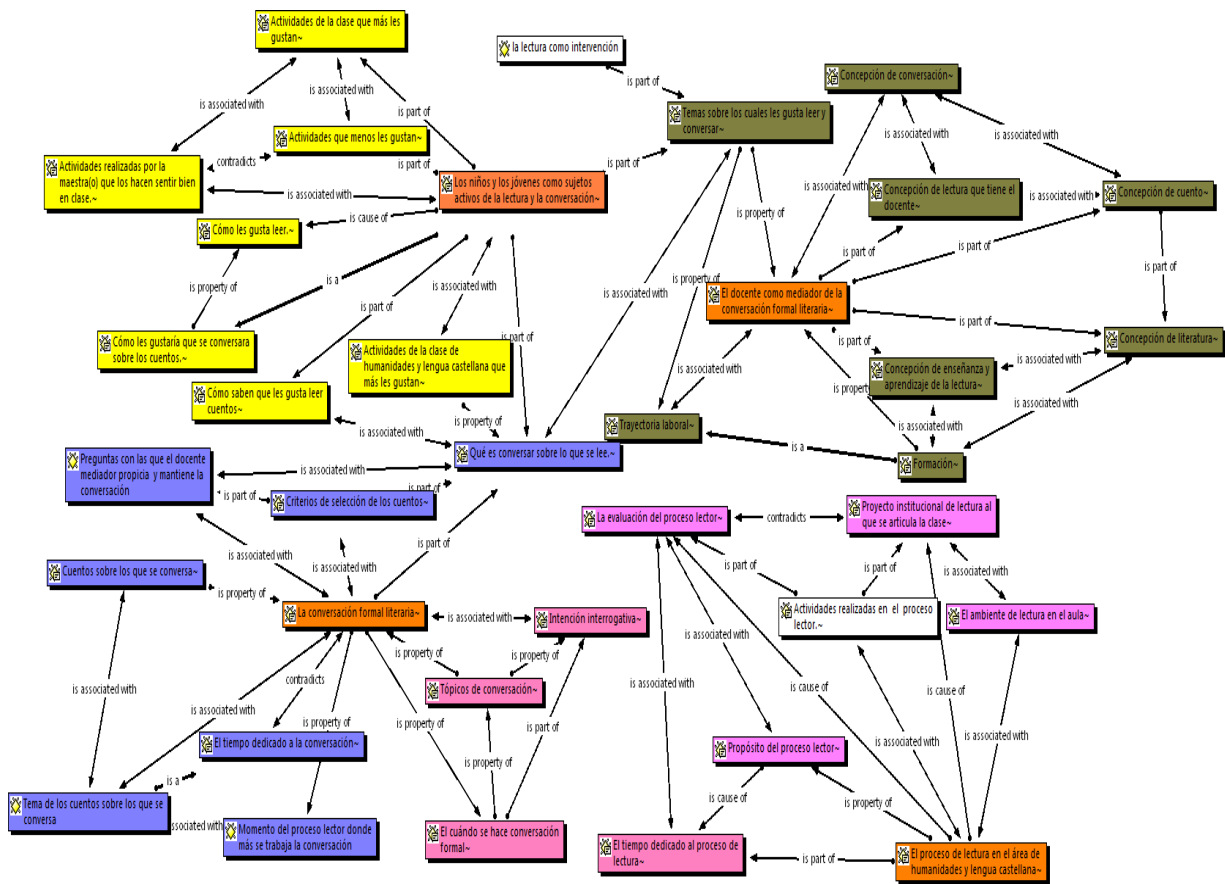 Actividades de la clase que más les
gustan~
la lectura como intervención
is part of
Concepción de conversación~
is associated with
is associated with
is part of
Temas sobre los cuales les gusta leer y
conversar~
is associated with
is associated with
Actividades que menos les gustan~
contradicts
is part of
is part of
Actividades realizadas por la
maestra(o) que los hacen sentir bien
en clase.~
is associated with
Los niños y los jóvenes como sujetos
activos de la lectura y la conversación~
Concepción de lectura que tiene el
docente~
is associated with
Concepción de cuento~
is cause of
Cómo les gusta leer.~
is property of
is part of
is part of
is part of
is property of
is a
is associated with
is property of
El docente como mediador de la
conversación formal literaria~
is part of
is part of
Cómo les gustaría que se conversara
sobre los cuentos.~
is part of
Actividades de la clase de
humanidades y lengua castellana que
más les gustan~
is part of
Concepción de literatura~
is associated with
Concepción de enseñanza y
aprendizaje de la lectura~
is associated with
Cómo saben que les gusta leer
cuentos~
is property of
is associated with
is property of
Trayectoria laboral~
is associated with
is associated with
is a
Formación~
Qué es conversar sobre lo que se lee.~
Preguntas con las que el docente
mediador propicia y mantiene la
conversación
is associated with
is part of
is part of
Criterios de selección de los cuentos~
La evaluación del proceso lector~
contradicts
Proyecto institucional de lectura al
que se articula la clase~
is associated with
is part of
is associated with
Cuentos sobre los que se conversa~
is property of
is part of
is part of
is associated with
La conversación formal literaria~
is associated with
Intención interrogativa~
Actividades realizadas en el proceso
lector.~
El ambiente de lectura en el aula~
is property of
is property of
is associated with
contradicts
Tópicos de conversación~
is associated with
is associated with
is associated with
is cause of
is cause of
is property of
is property of
is part of
El tiempo dedicado a la conversación~
is property of
is associated with
is associated with
Propósito del proceso lector~
is a
Tema de los cuentos sobre los que se
conversa
is cause of
is property of
associated with
Momento del proceso lector donde
más se trabaja la conversación
El cuándo se hace conversación
formal~
El tiempo dedicado al proceso de
lectura~
is part of
El proceso de lectura en el área de
humanidades y lengua castellana~